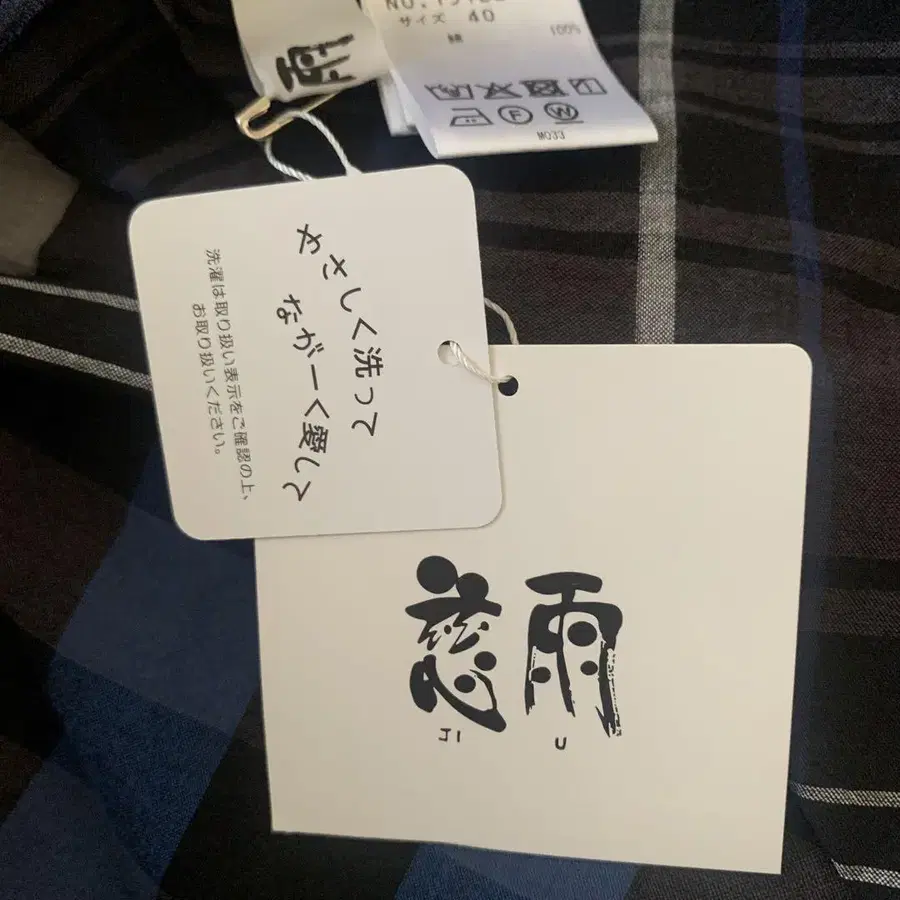 サイズ 40
綿 100%
F
W
M033
やさしく洗って
ながーく愛して
洗濯は取り扱い表示をご確認の上、
お取り扱いください。
慈雨
JI U